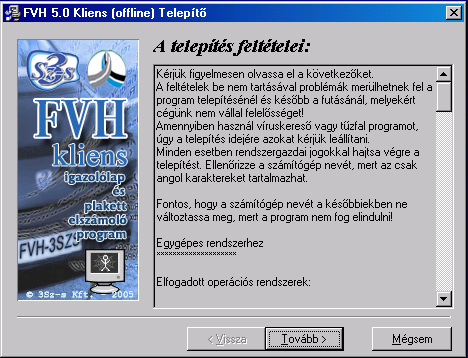 FVH 5.0 Kliens (offline) Telepítő
A telepítés feltételei:
3
Sz-s
FVH
kliens
igazolólap
és
plakett
elszámoló
program
FVH-3SZS
© 3Sz-s Kft. - 2005
Kérjük figyelmesen olvassa el a következőket.
A feltételek be nem tartásával problémák merülhetnek fel a
program telepítésénél és később a futásánál, melyekért
cégünk nem vállal felelősséget!
Amennyiben használ víruskereső vagy tűzfal programot,
úgy a telepítés idejére azokat kérjük leállítani.
Minden esetben rendszergazdai jogokkal hajtsa végre a
telepítést. Ellenőrizze a számítógép nevét, mert az csak
angol karaktereket tartalmazhat.
Fontos, hogy a számítógép nevét a későbbiekben ne
változtassa meg, mert a program nem fog elindulni!
Egygépes rendszerhez
********************
Elfogadott operációs rendszerek:
< Vissza
Tovább >
Mégsem